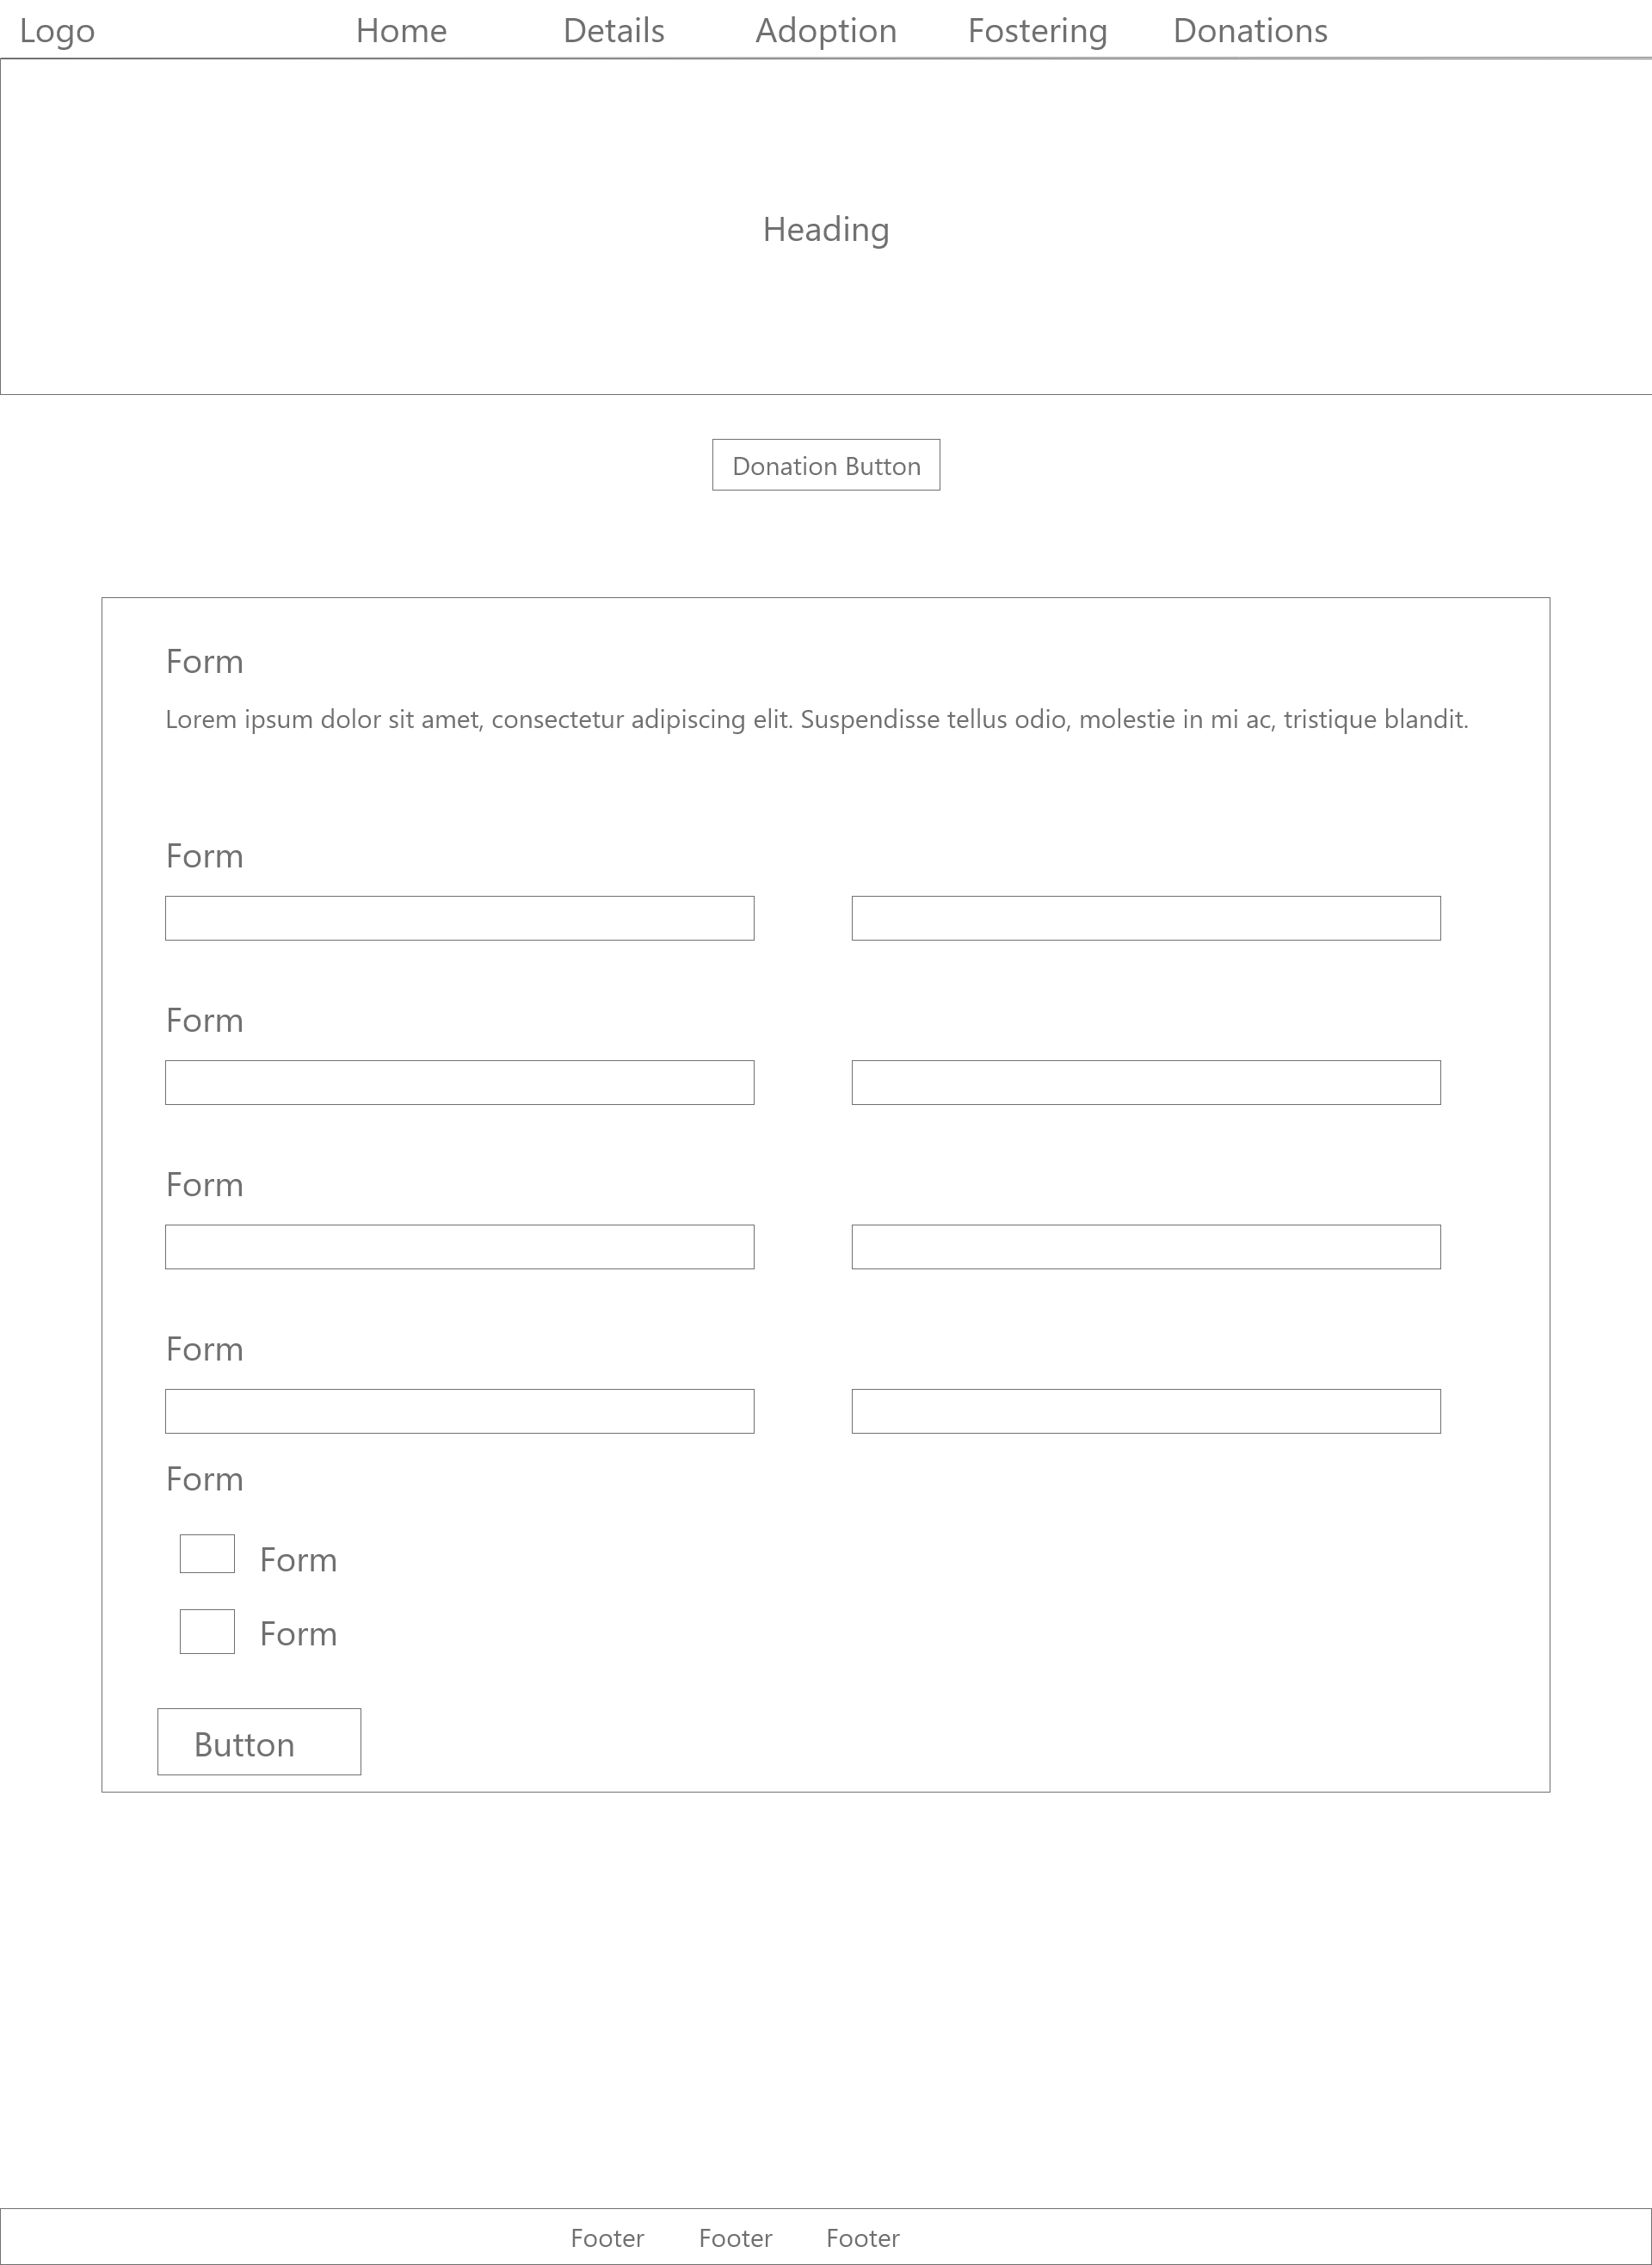 Logo Home Details Adoption Fostering Donations
Heading
Donation Button
Form
Lorem ipsum dolor sit amet, consectetur adipiscing elit. Suspendisse tellus odio, molestie in mi ac, tristique blandit.
Form
Form
Form
Form
Form
Form
Form
Button
Footer Footer Footer